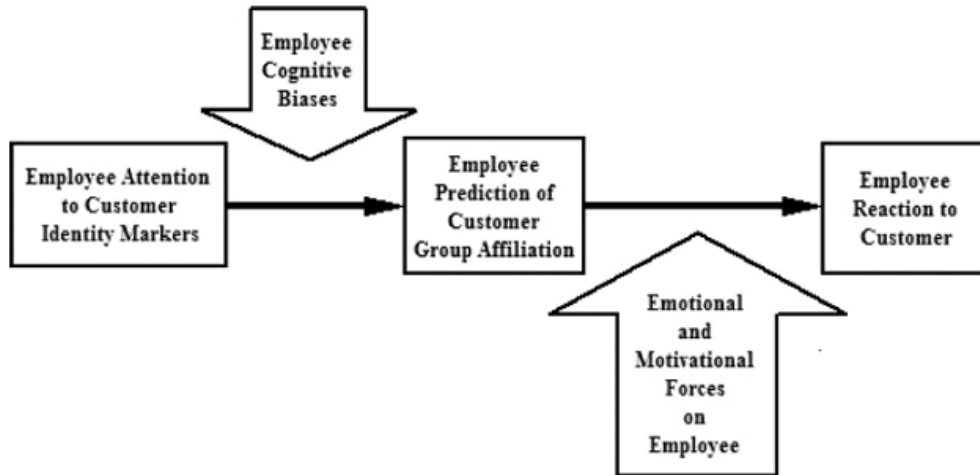 Employee
Cognitive
Biases
Employee Attention
to Customer
Identity Markers
Employee
Prediction of
Customer
Group Affiliation
Employee
Reaction to
Customer
Emotional
and
Motivational
Forces
on
Employee